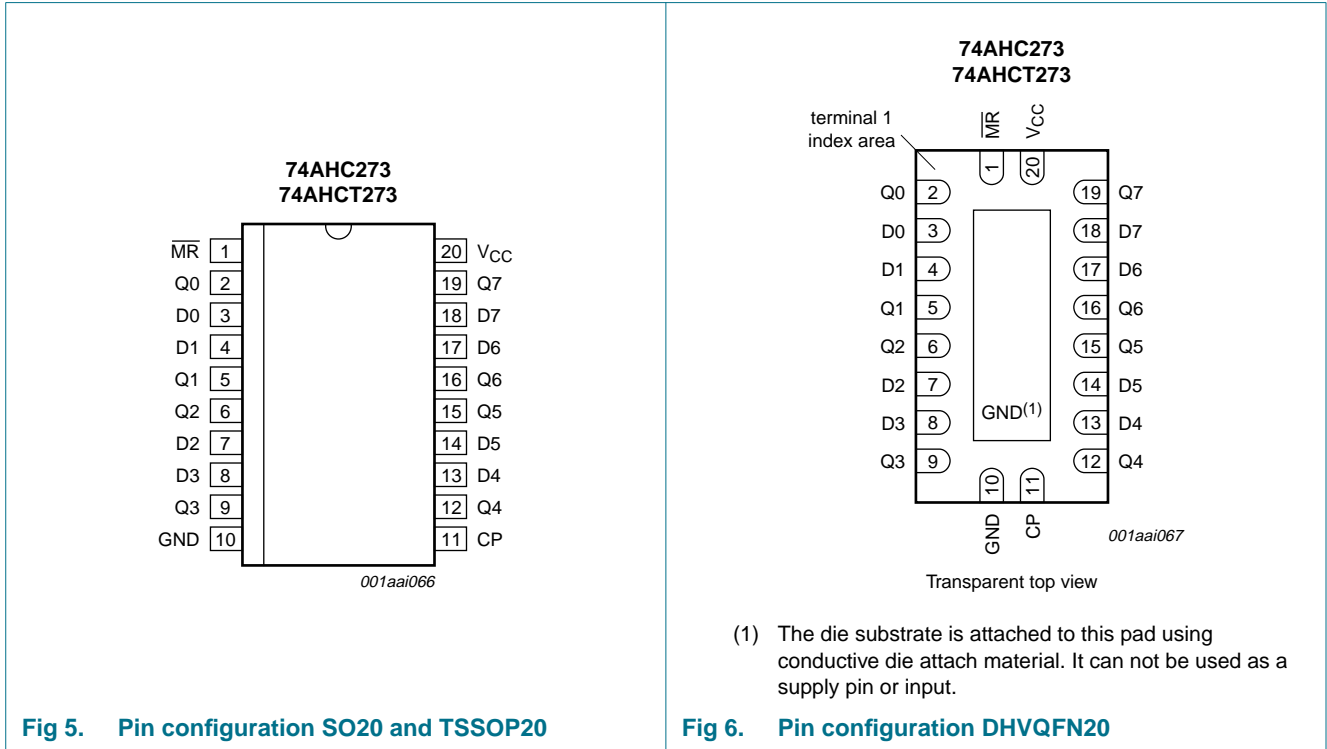 74AHC273
74AHCT273
MR 1
Q0 2
D0 3
D1 4
Q1 5
Q2 6
D2 7
D3 8
Q3 9
GND 10
20 VCC
19 Q7
18 D7
17 D6
16 Q6
15 Q5
14 D5
13 D4
12 Q4
11 CP
001aai066
Fig 5. Pin configuration SO20 and TSSOP20
74AHC273
74AHCT273
terminal 1
index area
MR
VCC
1
20
Q0 2
D0 3
D1 4
Q1 5
Q2 6
D2 7
D3 8
Q3 9
19 Q7
18 D7
17 D6
16 Q6
15 Q5
14 D5
13 D4
12 Q4
GND(1)
10
11
GND
CP
001aai067
Transparent top view
(1) The die substrate is attached to this pad using
conductive die attach material. It can not be used as a
supply pin or input.
Fig 6. Pin configuration DHVQFN20